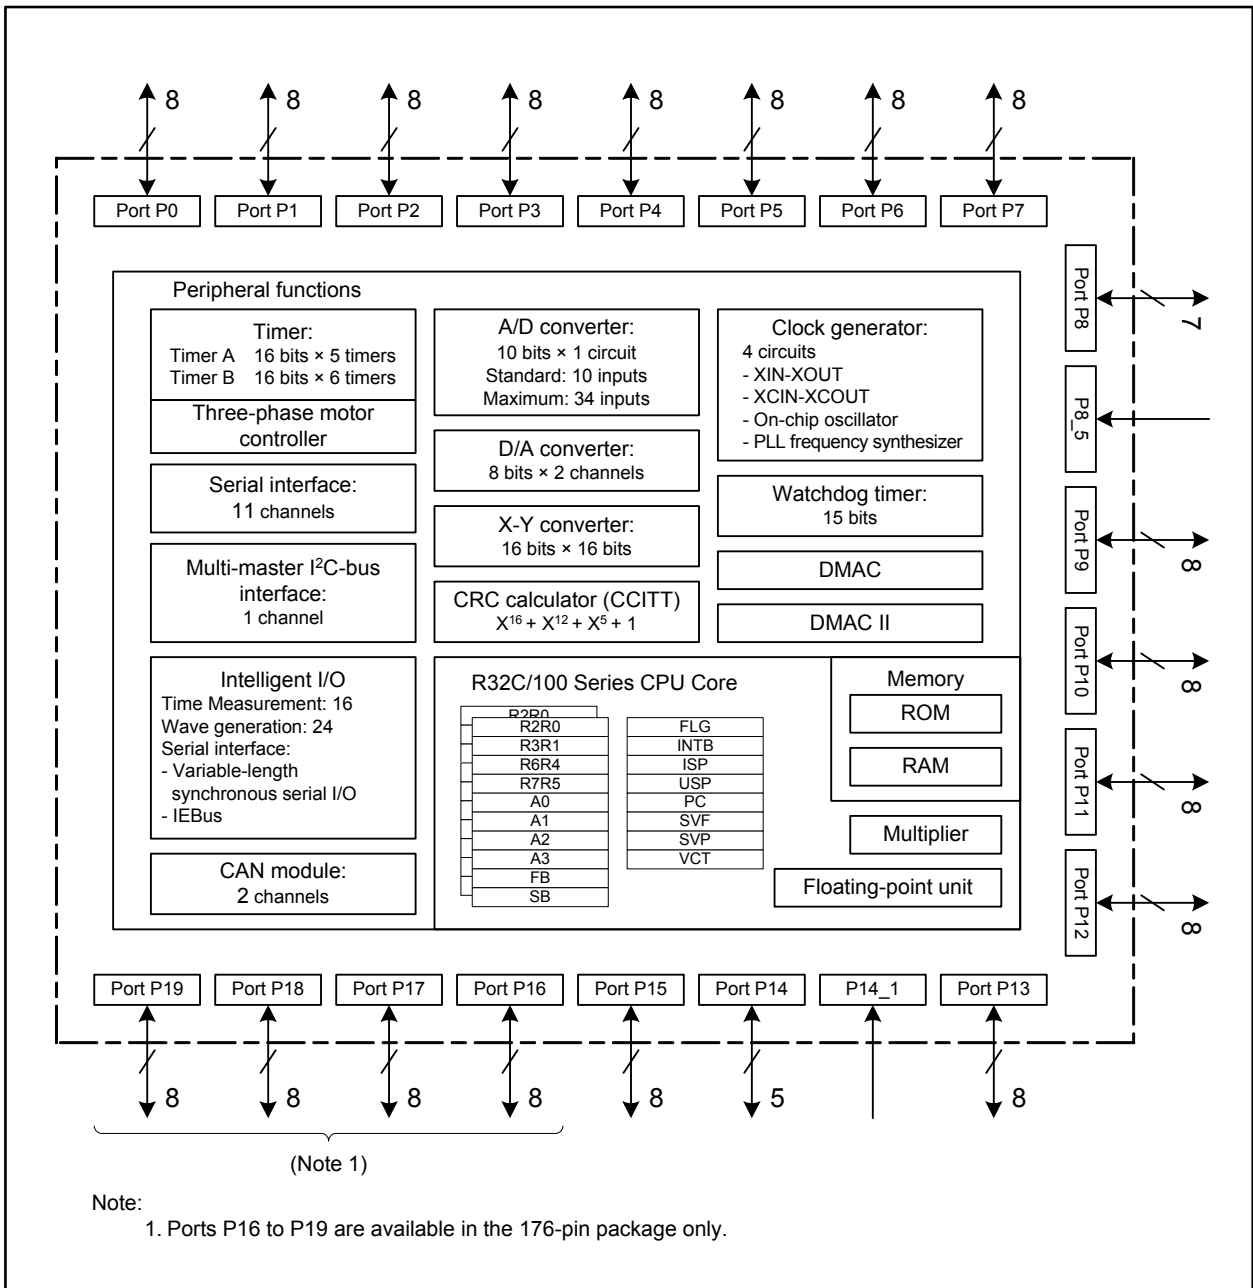 8 8 8 8 8 8 8 8
Port P0 Port P1 Port P2 Port P3 Port P4 Port P5 Port P6 Port P7
Peripheral functions
Timer:
Timer A 16 bits × 5 timers
Timer B 16 bits × 6 timers
Three-phase motor
controller
Serial interface:
11 channels
Multi-master I²C-bus
interface:
1 channel
Intelligent I/O
Time Measurement: 16
Wave generation: 24
Serial interface:
- Variable-length
synchronous serial I/O
- IEBus
CAN module:
2 channels
A/D converter:
10 bits × 1 circuit
Standard: 10 inputs
Maximum: 34 inputs
D/A converter:
8 bits × 2 channels
X-Y converter:
16 bits × 16 bits
CRC calculator (CCITT)
X¹⁶ + X¹² + X⁵ + 1
Clock generator:
4 circuits
- XIN-XOUT
- XCIN-XCOUT
- On-chip oscillator
- PLL frequency synthesizer
Watchdog timer:
15 bits
DMAC
DMAC II
R32C/100 Series CPU Core
R2R0
R2R0
R3R1
R6R4
R7R5
A0
A1
A2
A3
FB
SB
FLG
INTB
ISP
USP
PC
SVF
SVP
VCT
Memory
ROM
RAM
Multiplier
Floating-point unit
Port P8
7
P8_5
Port P9
8
Port P10
8
Port P11
8
Port P12
8
Port P19 Port P18 Port P17 Port P16 Port P15 Port P14 P14_1 Port P13
8 8 8 8 8 5 8
(Note 1)
Note:
1. Ports P16 to P19 are available in the 176-pin package only.